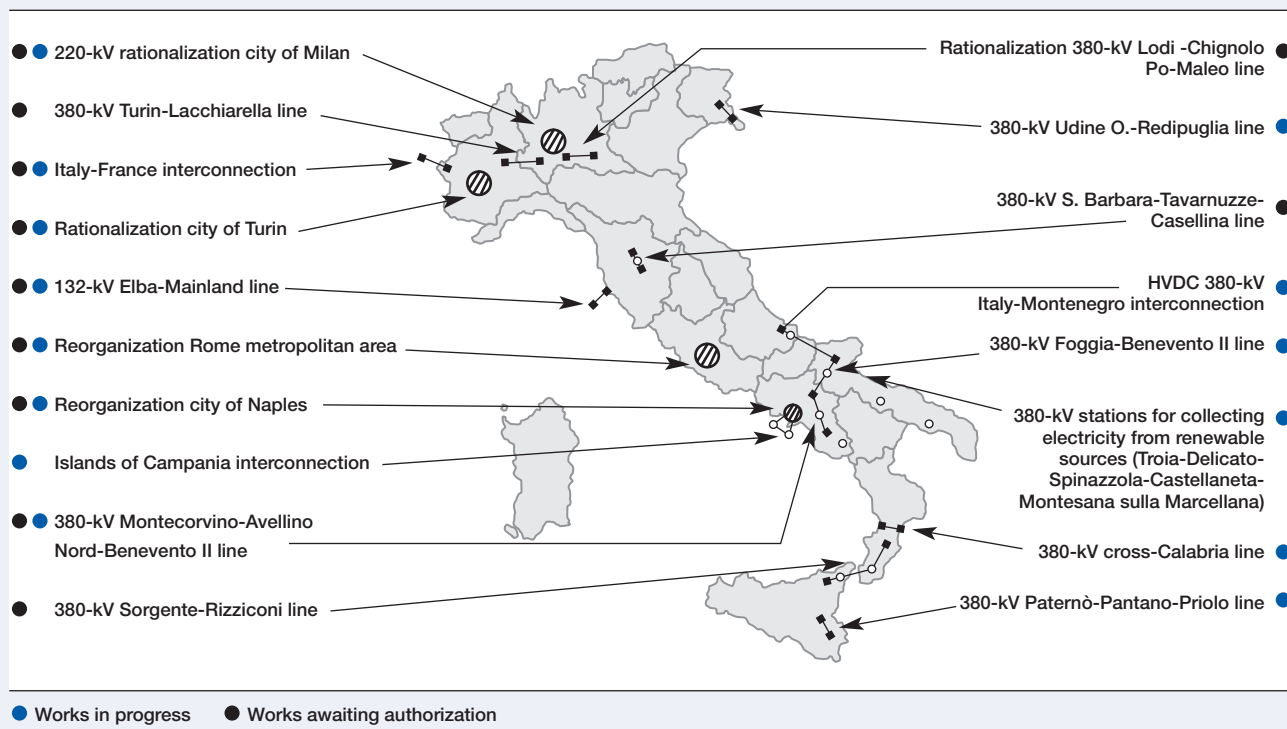 220-kV rationalization city of Milan
380-kV Turin-Lacchiarella line
Italy-France interconnection
Rationalization city of Turin
132-kV Elba-Mainland line
Reorganization Rome metropolitan area
Reorganization city of Naples
Islands of Campania interconnection
380-kV Montecorvino-Avellino
Nord-Benevento II line
380-kV Sorgente-Rizziconi line
Rationalization 380-kV Lodi -Chignolo
Po-Maleo line
380-kV Udine O.-Redipuglia line
380-kV S. Barbara-Tavarnuzze-
Casellina line
HVDC 380-kV
Italy-Montenegro interconnection
380-kV Foggia-Benevento II line
380-kV stations for collecting
electricity from renewable
sources (Troia-Delicato-
Spinazzola-Castellaneta-
Montesana sulla Marcellana)
380-kV cross-Calabria line
380-kV Paternò-Pantano-Priolo line
Works in progress
Works awaiting authorization